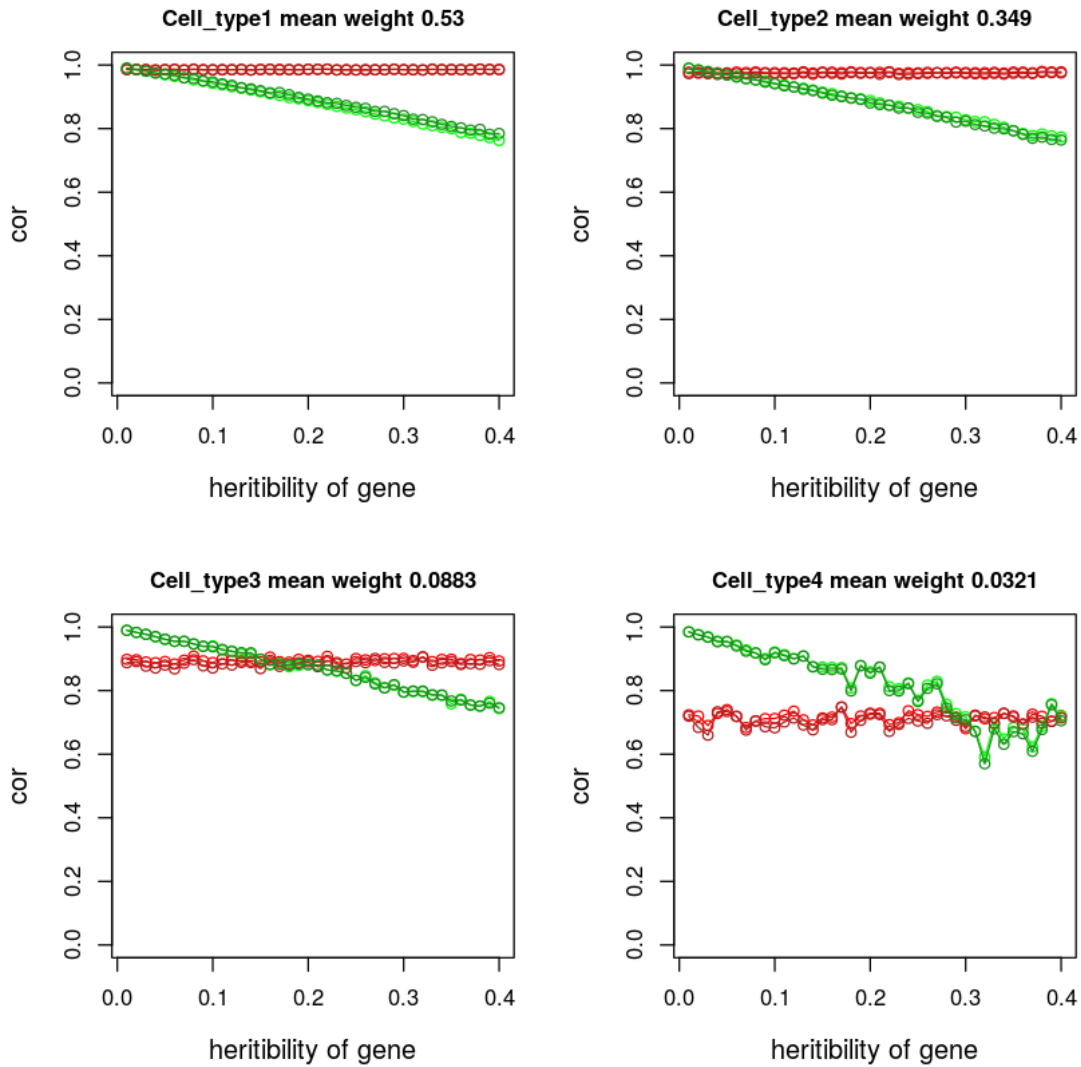 Cell_type1 mean weight 0.53
cor
0.0 0.2 0.4 0.6 0.8 1.0
0.0 0.1 0.2 0.3 0.4
heritibility of gene
Cell_type2 mean weight 0.349
cor
0.0 0.2 0.4 0.6 0.8 1.0
0.0 0.1 0.2 0.3 0.4
heritibility of gene
Cell_type3 mean weight 0.0883
cor
0.0 0.2 0.4 0.6 0.8 1.0
0.0 0.1 0.2 0.3 0.4
heritibility of gene
Cell_type4 mean weight 0.0321
cor
0.0 0.2 0.4 0.6 0.8 1.0
0.0 0.1 0.2 0.3 0.4
heritibility of gene